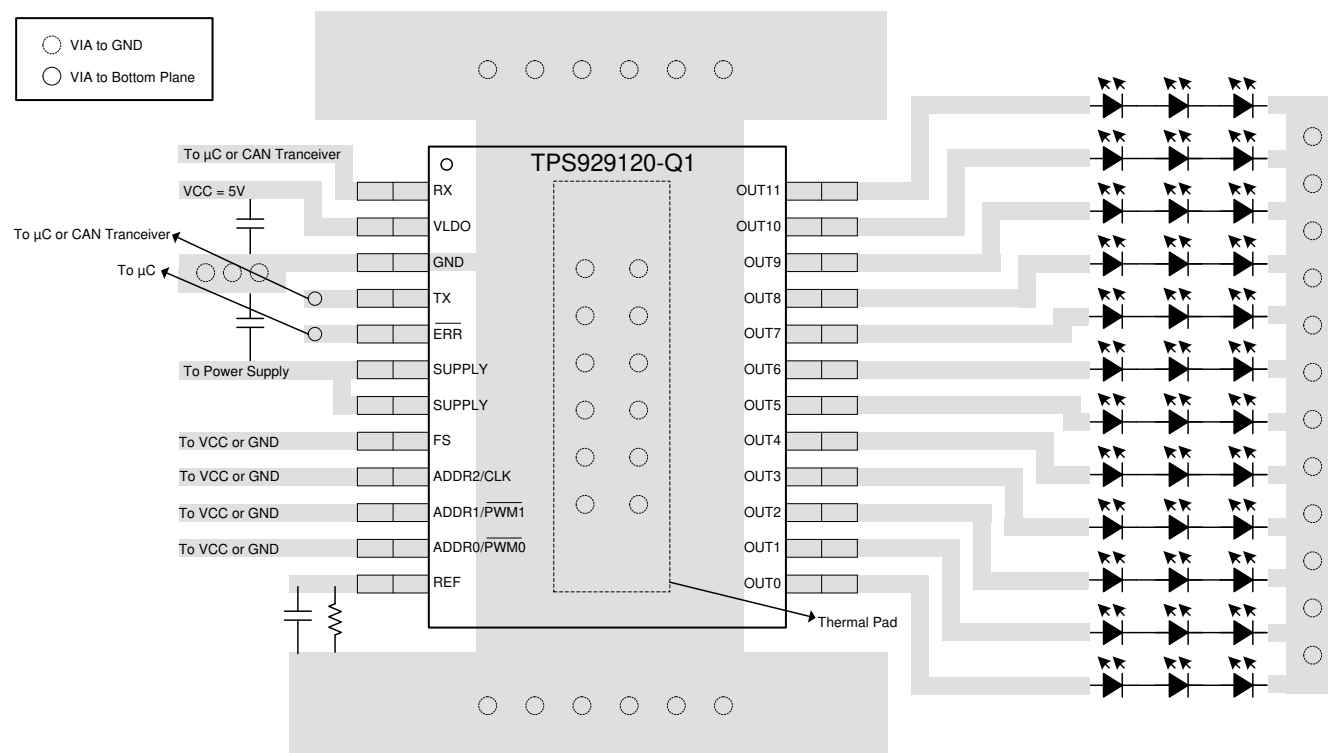 VIA to GND
VIA to Bottom Plane
TPS929120-Q1
To µC or CAN Tranceiver
VCC = 5V
To µC or CAN Tranceiver
To µC
To Power Supply
To VCC or GND
To VCC or GND
To VCC or GND
To VCC or GND
RX
VLDO
GND
TX
ERR
SUPPLY
SUPPLY
FS
ADDR2/CLK
ADDR1/PWM1
ADDR0/PWM0
REF
OUT11
OUT10
OUT9
OUT8
OUT7
OUT6
OUT5
OUT4
OUT3
OUT2
OUT1
OUT0
Thermal Pad